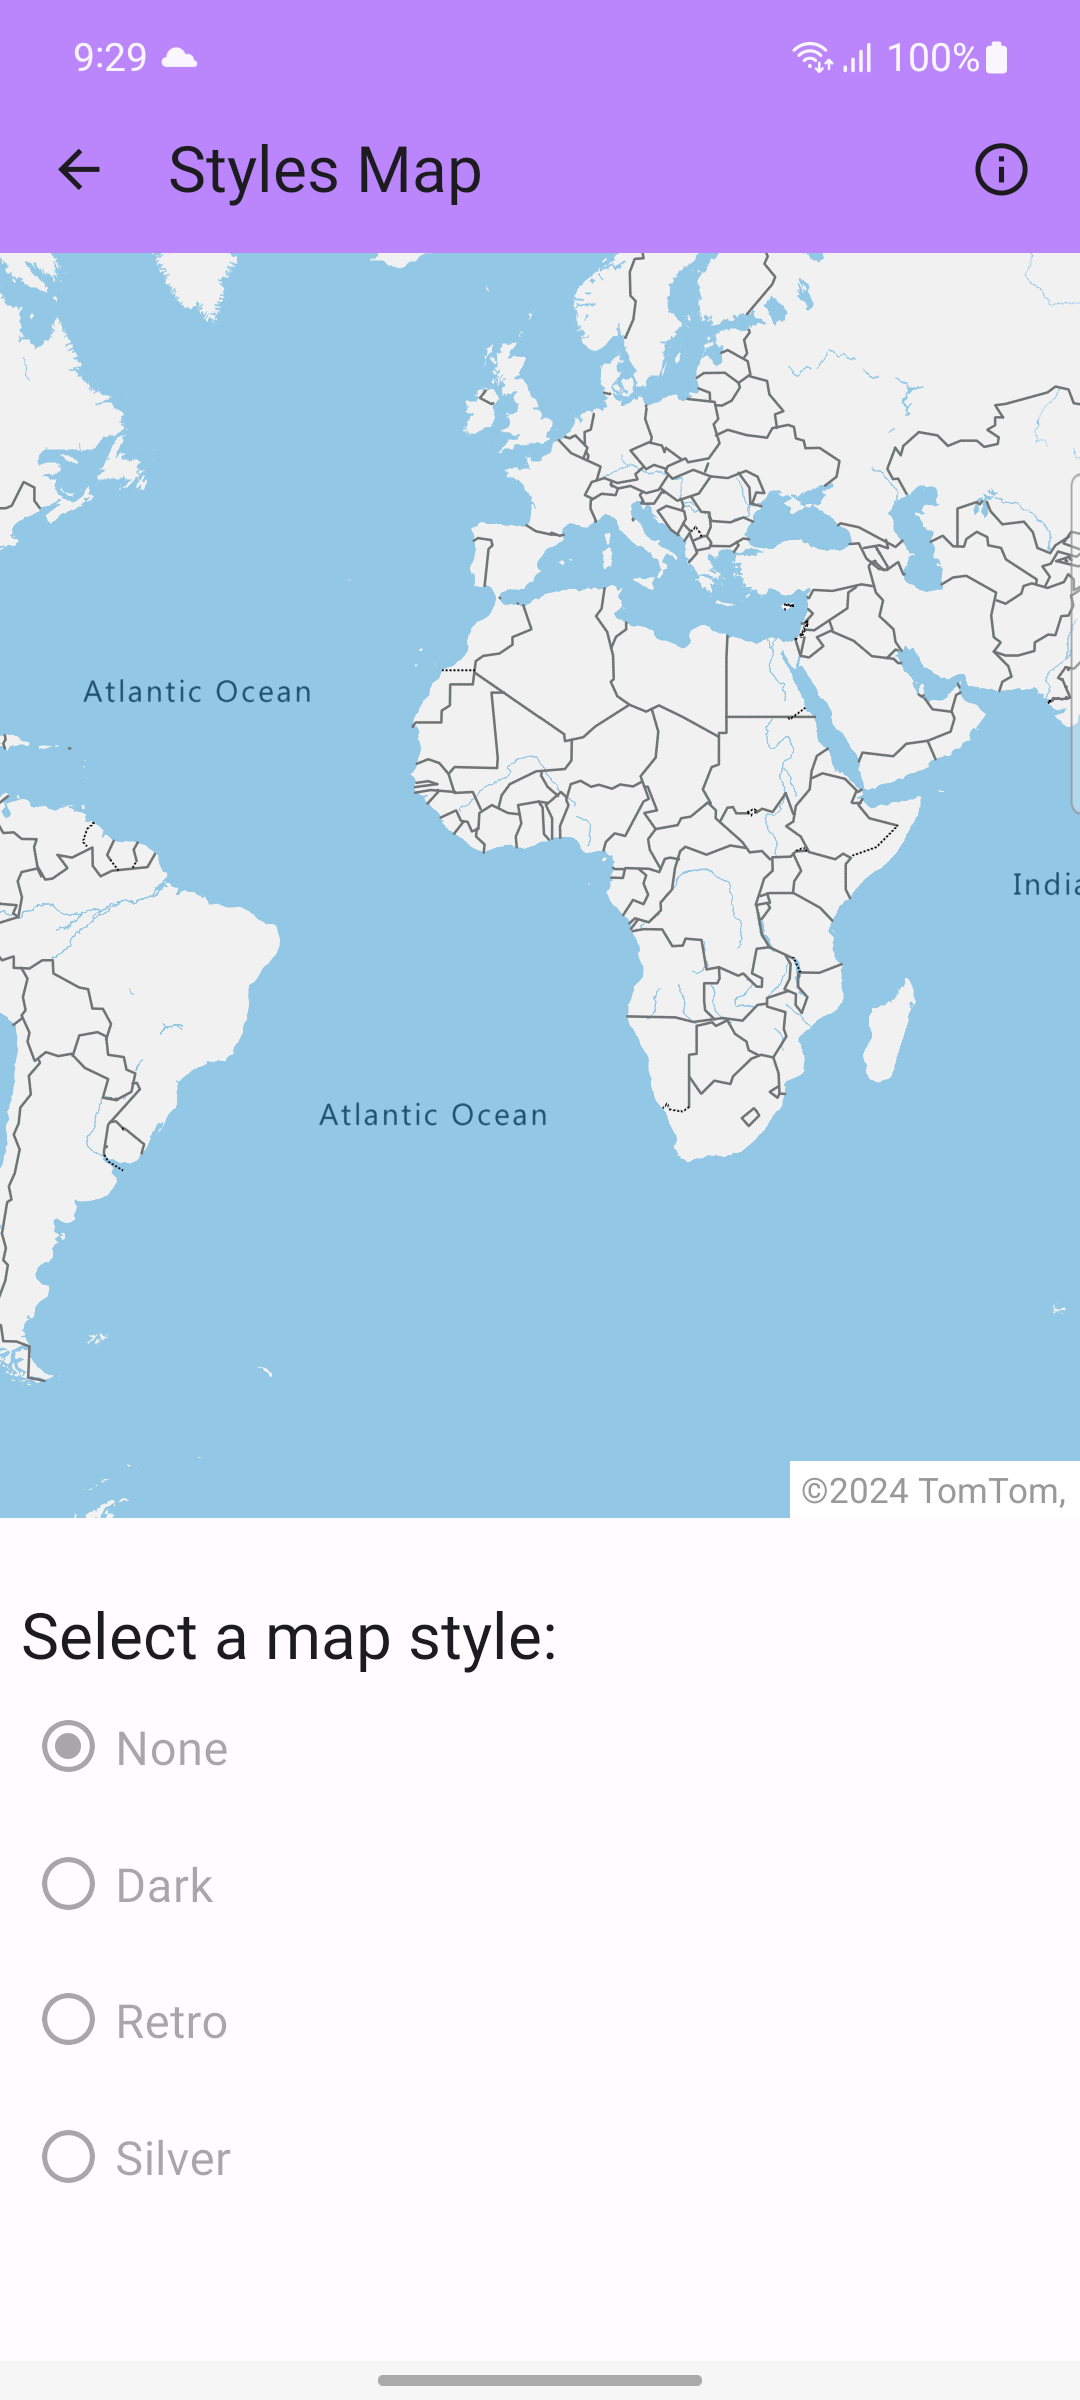 9:29 100%
Styles Map
Atlantic Ocean
India
Atlantic Ocean
©2024 TomTom,
Select a map style:
None
Dark
Retro
Silver